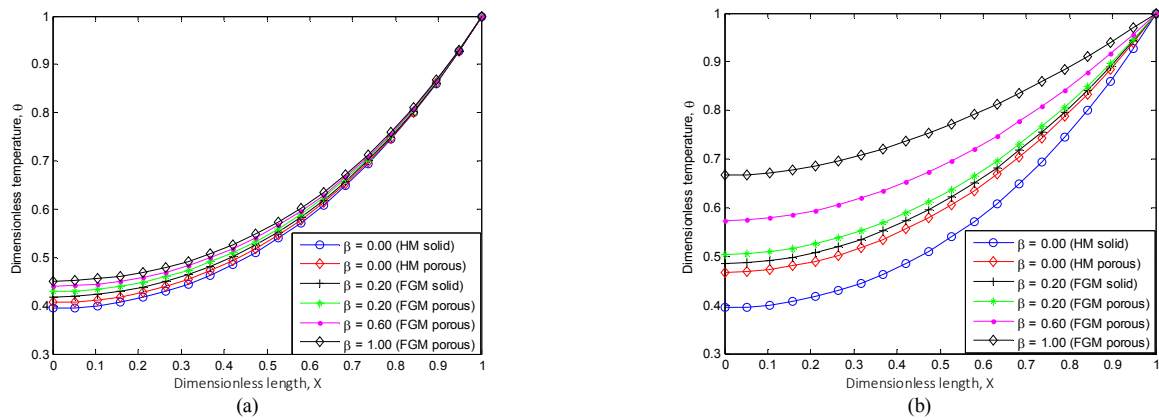 1
0.9
0.8
0.7
0.6
0.5
0.4
0.3
Dimensionless temperature, θ
β = 0.00 (HM solid)
β = 0.00 (HM porous)
β = 0.20 (FGM solid)
β = 0.20 (FGM porous)
β = 0.60 (FGM porous)
β = 1.00 (FGM porous)
0 0.1 0.2 0.3 0.4 0.5 0.6 0.7 0.8 0.9 1
Dimensionless length, X
(a)
1
0.9
0.8
0.7
0.6
0.5
0.4
0.3
Dimensionless temperature, θ
β = 0.00 (HM solid)
β = 0.00 (HM porous)
β = 0.20 (FGM solid)
β = 0.20 (FGM porous)
β = 0.60 (FGM porous)
β = 1.00 (FGM porous)
0 0.1 0.2 0.3 0.4 0.5 0.6 0.7 0.8 0.9 1
Dimensionless length, X
(b)